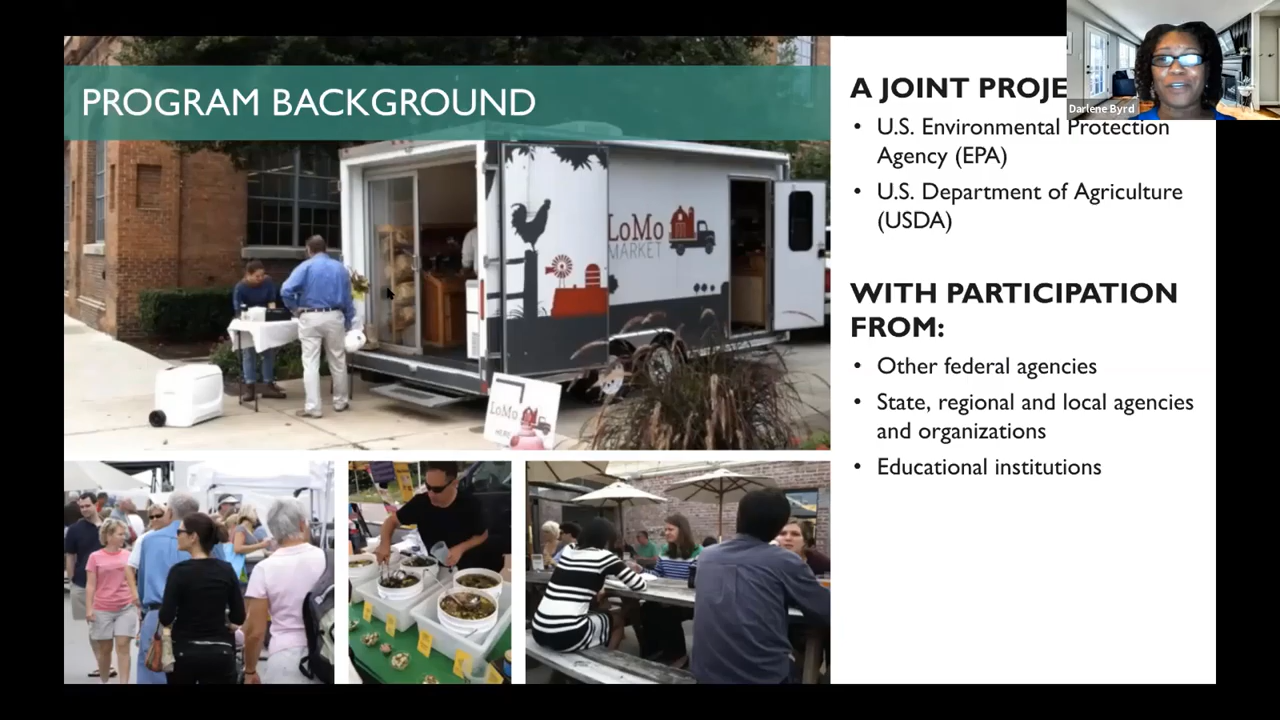 PROGRAM BACKGROUND
A JOINT PROJE
• U.S. Environmental Protection
Agency (EPA)
• U.S. Department of Agriculture
(USDA)
WITH PARTICIPATION
FROM:
• Other federal agencies
• State, regional and local agencies
and organizations
• Educational institutions
Darlene Byrd
LoMo
MARKET
LoMo
HERE